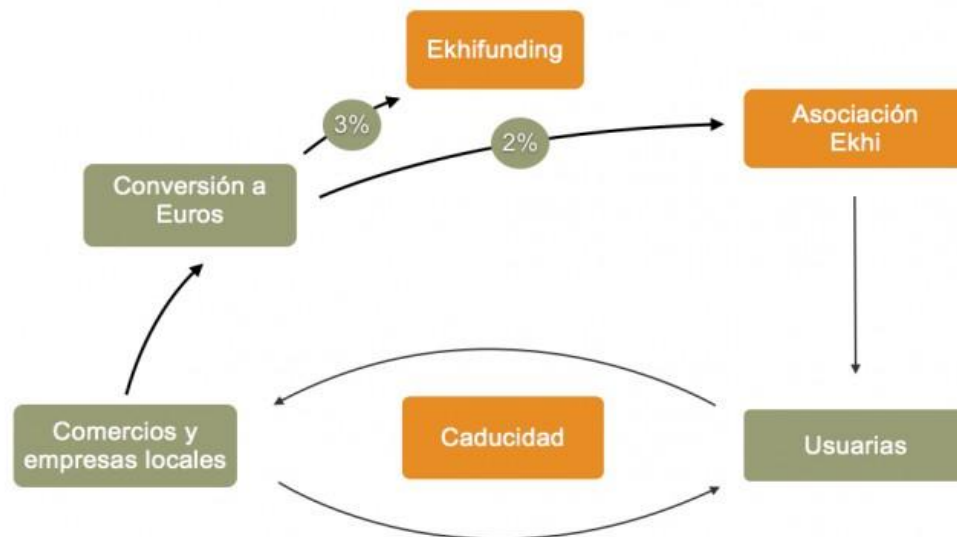 Ekhifunding
3%
2%
Asociación
Ekhi
Conversión a
Euros
Comercios y
empresas locales
Caducidad
Usuarias